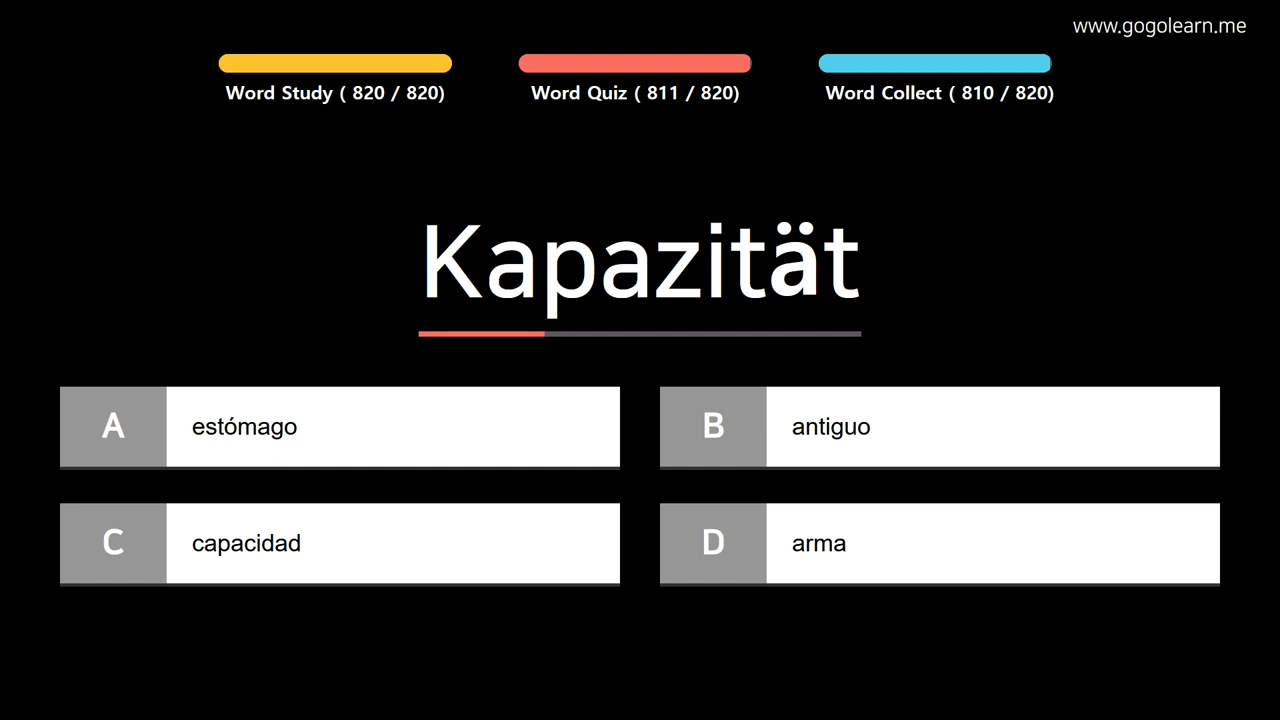 www.gogolearn.me
Word Study ( 820 / 820)
Word Quiz ( 811 / 820)
Word Collect ( 810 / 820)
Kapazität
A estómago
B antiguo
C capacidad
D arma